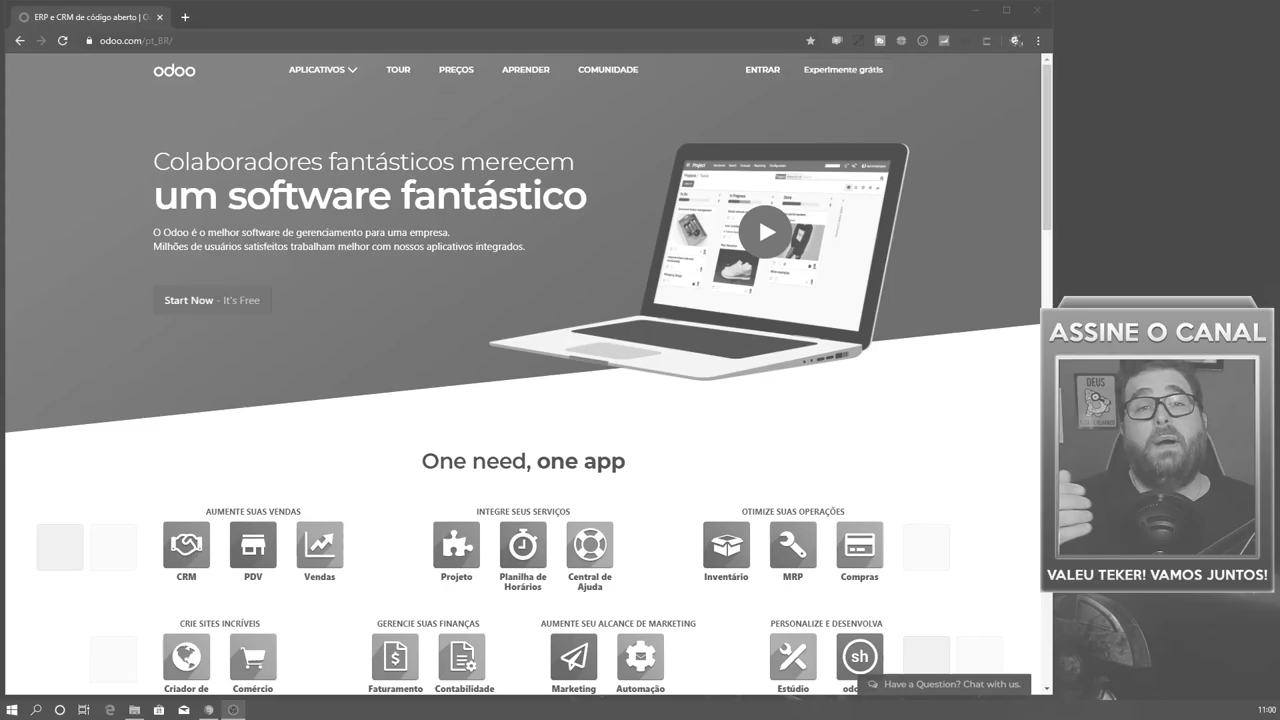 ERP e CRM de código aberto | O
odoo.com/pt_BR/
odoo
APLICATIVOS
TOUR
PREÇOS
APRENDER
COMUNIDADE
ENTRAR
Experimente grátis
Colaboradores fantásticos merecem
um software fantástico
O Odoo é o melhor software de gerenciamento para uma empresa.
Milhões de usuários satisfeitos trabalham melhor com nossos aplicativos integrados.
Start Now - It's Free
Project
ASSINE O CANAL
DEUS
VALEU TEKER! VAMOS JUNTOS!
One need, one app
AUMENTE SUAS VENDAS
CRM
PDV
Vendas
INTEGRE SEUS SERVIÇOS
Projeto
Planilha de
Horários
Central de
Ajuda
OTIMIZE SUAS OPERAÇÕES
Inventário
MRP
Compras
CRIE SITES INCRÍVEIS
Criador de
Comércio
GERENCIE SUAS FINANÇAS
Faturamento
Contabilidade
AUMENTE SEU ALCANCE DE MARKETING
Marketing
Automação
PERSONALIZE E DESENVOLVA
Estúdio
sh
odoo
Have a Question? Chat with us.
11:00